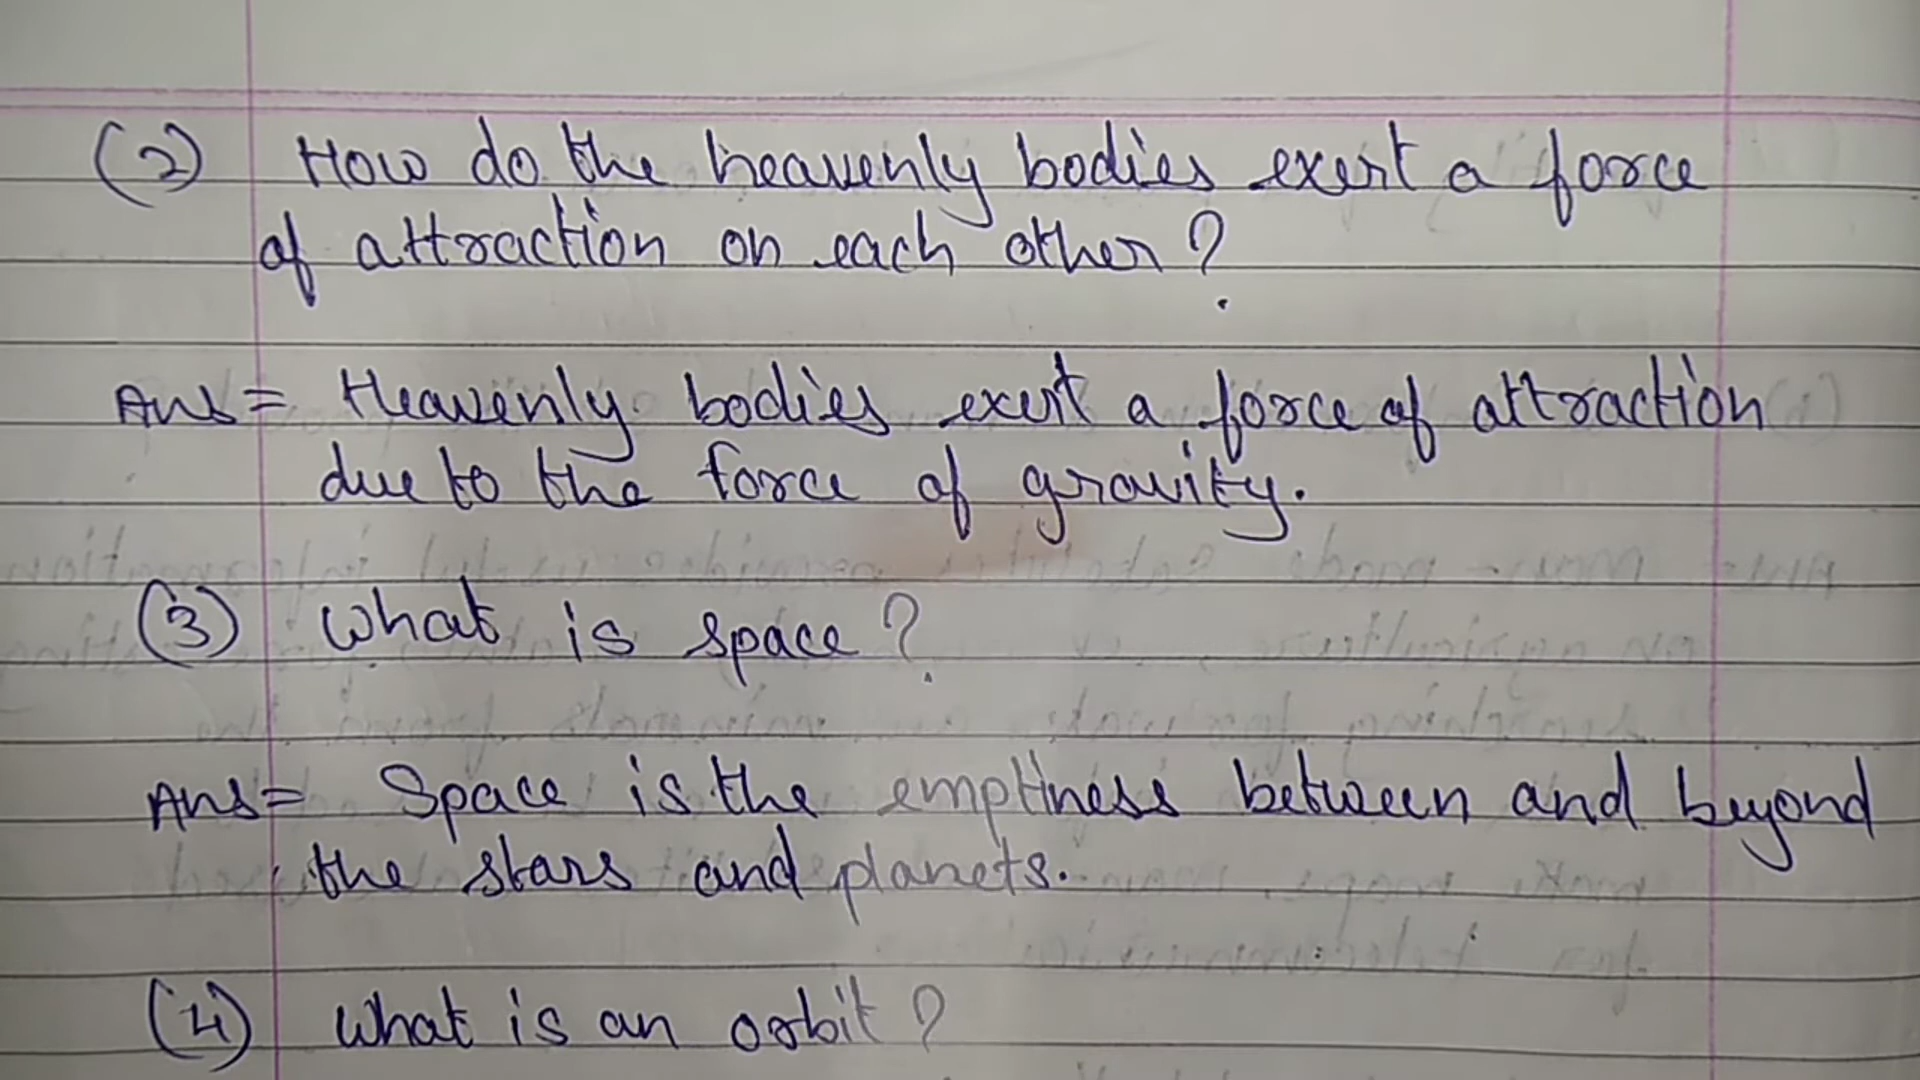 (2) How do the heavenly bodies exert a force
of attraction on each other?
Ans= Heavenly bodies exert a force of attraction
due to the force of gravity.
(3) What is space?
Ans= Space is the emptiness between and beyond
the stars and planets.
(4) What is an orbit?